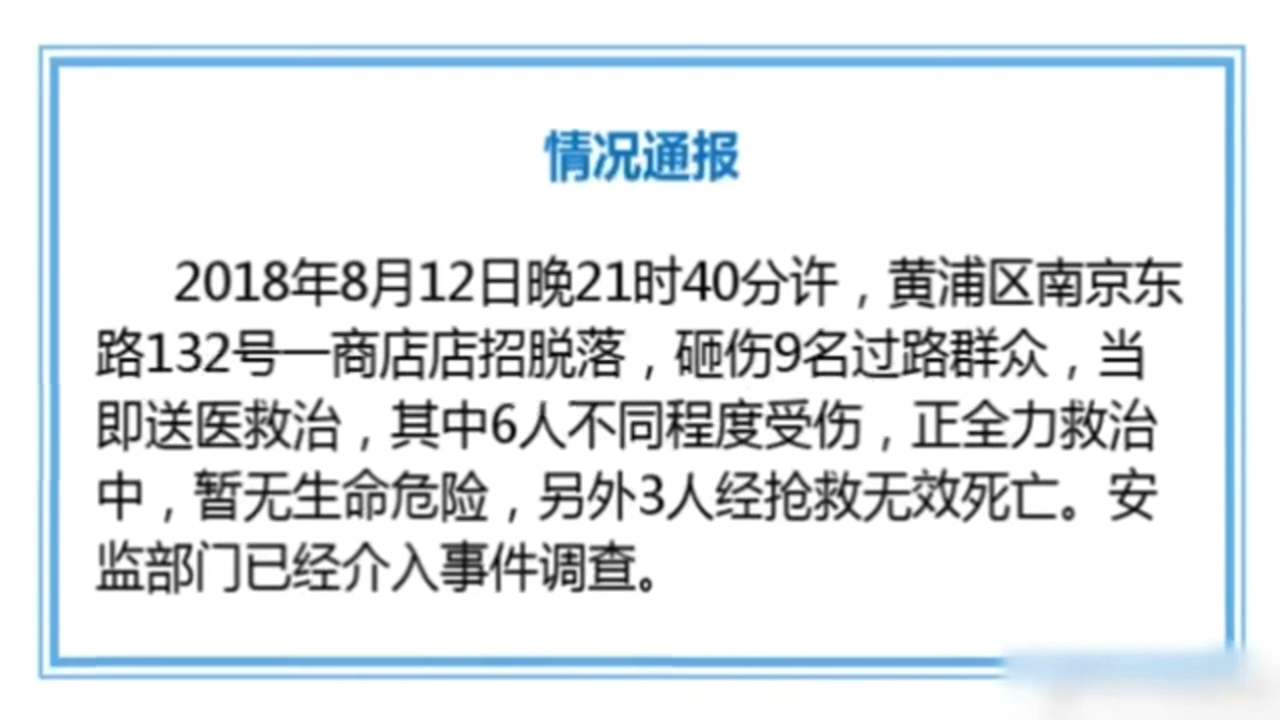 情况通报
2018年8月12日晚21时40分许，黄浦区南京东
路132号一商店店招脱落，砸伤9名过路群众，当
即送医救治，其中6人不同程度受伤，正全力救治
中，暂无生命危险，另外3人经抢救无效死亡。安
监部门已经介入事件调查。